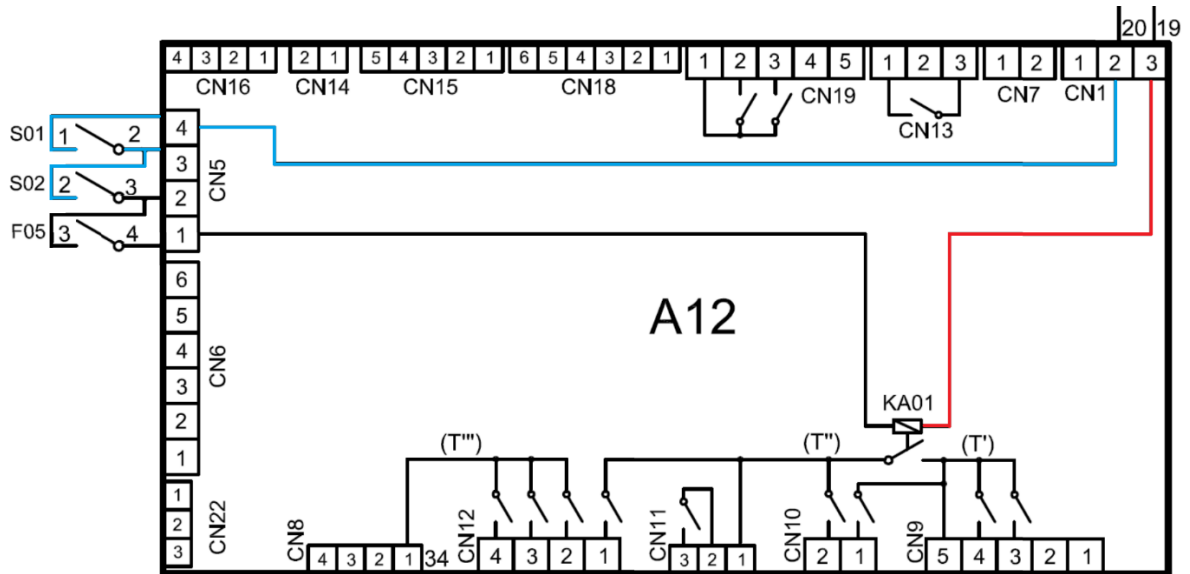 20 19
4 3 2 1 2 1 5 4 3 2 1 6 5 4 3 2 1 1 2 3 4 5 1 2 3 1 2 1 2 3
CN16 CN14 CN15 CN18 CN19 CN13 CN7 CN1
S01 1 2
S02 2 3
F05 3 4
4
3
2
1
CN5
6
5
4
3
2
1
CN6
1
2
3
CN22
A12
KA01
(T''') (T'') (T')
CN8 CN12 CN11 CN10 CN9
4 3 2 1 34 4 3 2 1 3 2 1 2 1 5 4 3 2 1